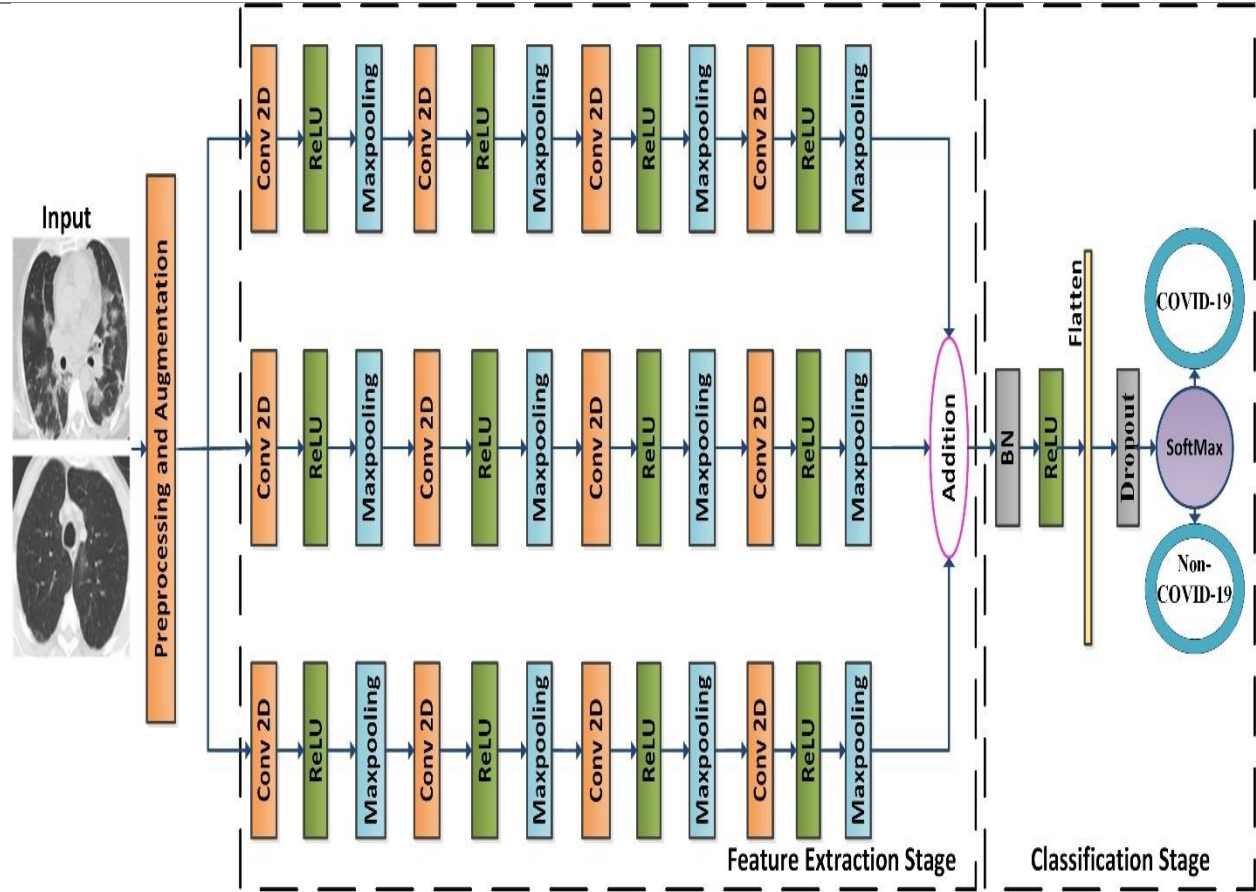 Input
Preprocessing and Augmentation
Conv 2D
ReLU
Maxpooling
Conv 2D
ReLU
Maxpooling
Conv 2D
ReLU
Maxpooling
Conv 2D
ReLU
Maxpooling
Conv 2D
ReLU
Maxpooling
Conv 2D
ReLU
Maxpooling
Conv 2D
ReLU
Maxpooling
Conv 2D
ReLU
Maxpooling
Conv 2D
ReLU
Maxpooling
Conv 2D
ReLU
Maxpooling
Conv 2D
ReLU
Maxpooling
Conv 2D
ReLU
Maxpooling
Addition
Feature Extraction Stage
BN
ReLU
Flatten
Dropout
SoftMax
COVID-19
Non-
COVID-19
Classification Stage